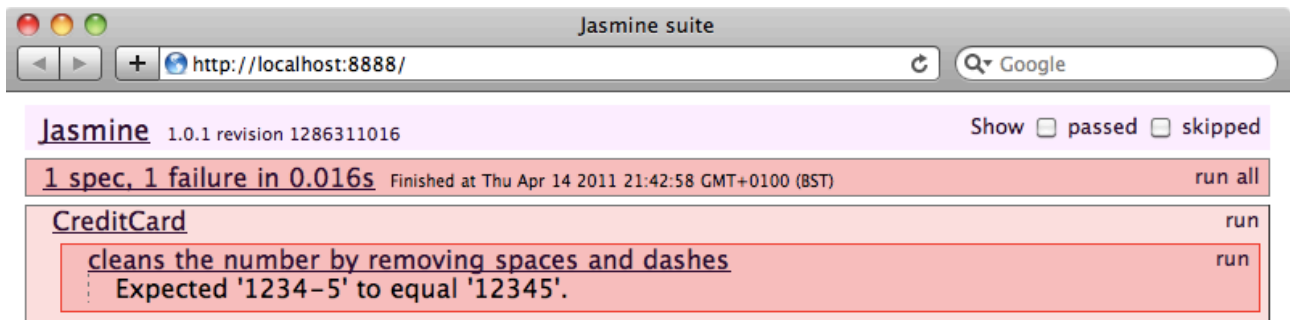 Jasmine suite
http://localhost:8888/ Google
Jasmine 1.0.1 revision 1286311016 Show passed skipped
1 spec, 1 failure in 0.016s Finished at Thu Apr 14 2011 21:42:58 GMT+0100 (BST) run all
CreditCard run
cleans the number by removing spaces and dashes run
Expected '1234-5' to equal '12345'.